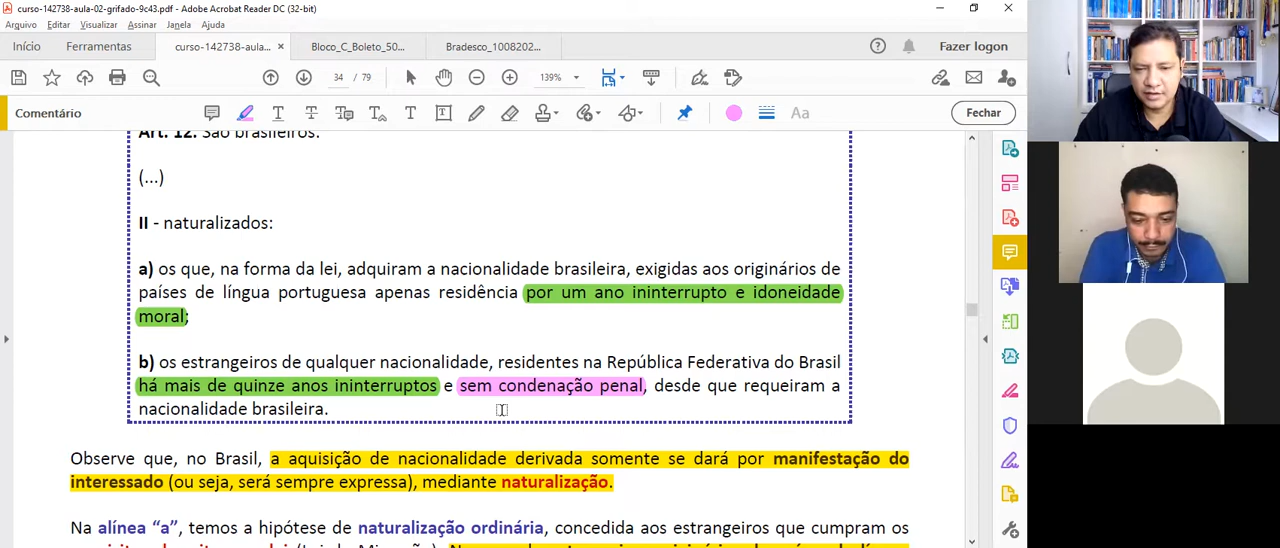 curso-142738-aula-02-grifado-9c43.pdf - Adobe Acrobat Reader DC (32-bit)
Arquivo Editar Visualizar Assinar Janela Ajuda
Início Ferramentas curso-142738-aula... × Bloco_C_Boleto_50... Bradesco_1008202... Fazer logon
34 / 79 139%
Comentário Aa Fechar
Art. 12. São brasileiros:
(...)
II - naturalizados:
a) os que, na forma da lei, adquiram a nacionalidade brasileira, exigidas aos originários de
países de língua portuguesa apenas residência por um ano ininterrupto e idoneidade
moral;
b) os estrangeiros de qualquer nacionalidade, residentes na República Federativa do Brasil
há mais de quinze anos ininterruptos e sem condenação penal, desde que requeiram a
nacionalidade brasileira.
Observe que, no Brasil, a aquisição de nacionalidade derivada somente se dará por manifestação do
interessado (ou seja, será sempre expressa), mediante naturalização.
Na alínea “a”, temos a hipótese de naturalização ordinária, concedida aos estrangeiros que cumpram os